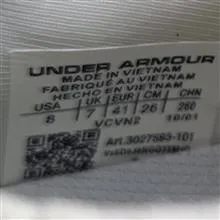 UNDER ARMOUR
MADE IN VIETNAM
FABRIQUÉ AU VIETNAM
HECHO EN VIETNAM
USA UK EUR CM CHN
8 7 41 26 260
VCVN2 10/01
Art.3027593-101